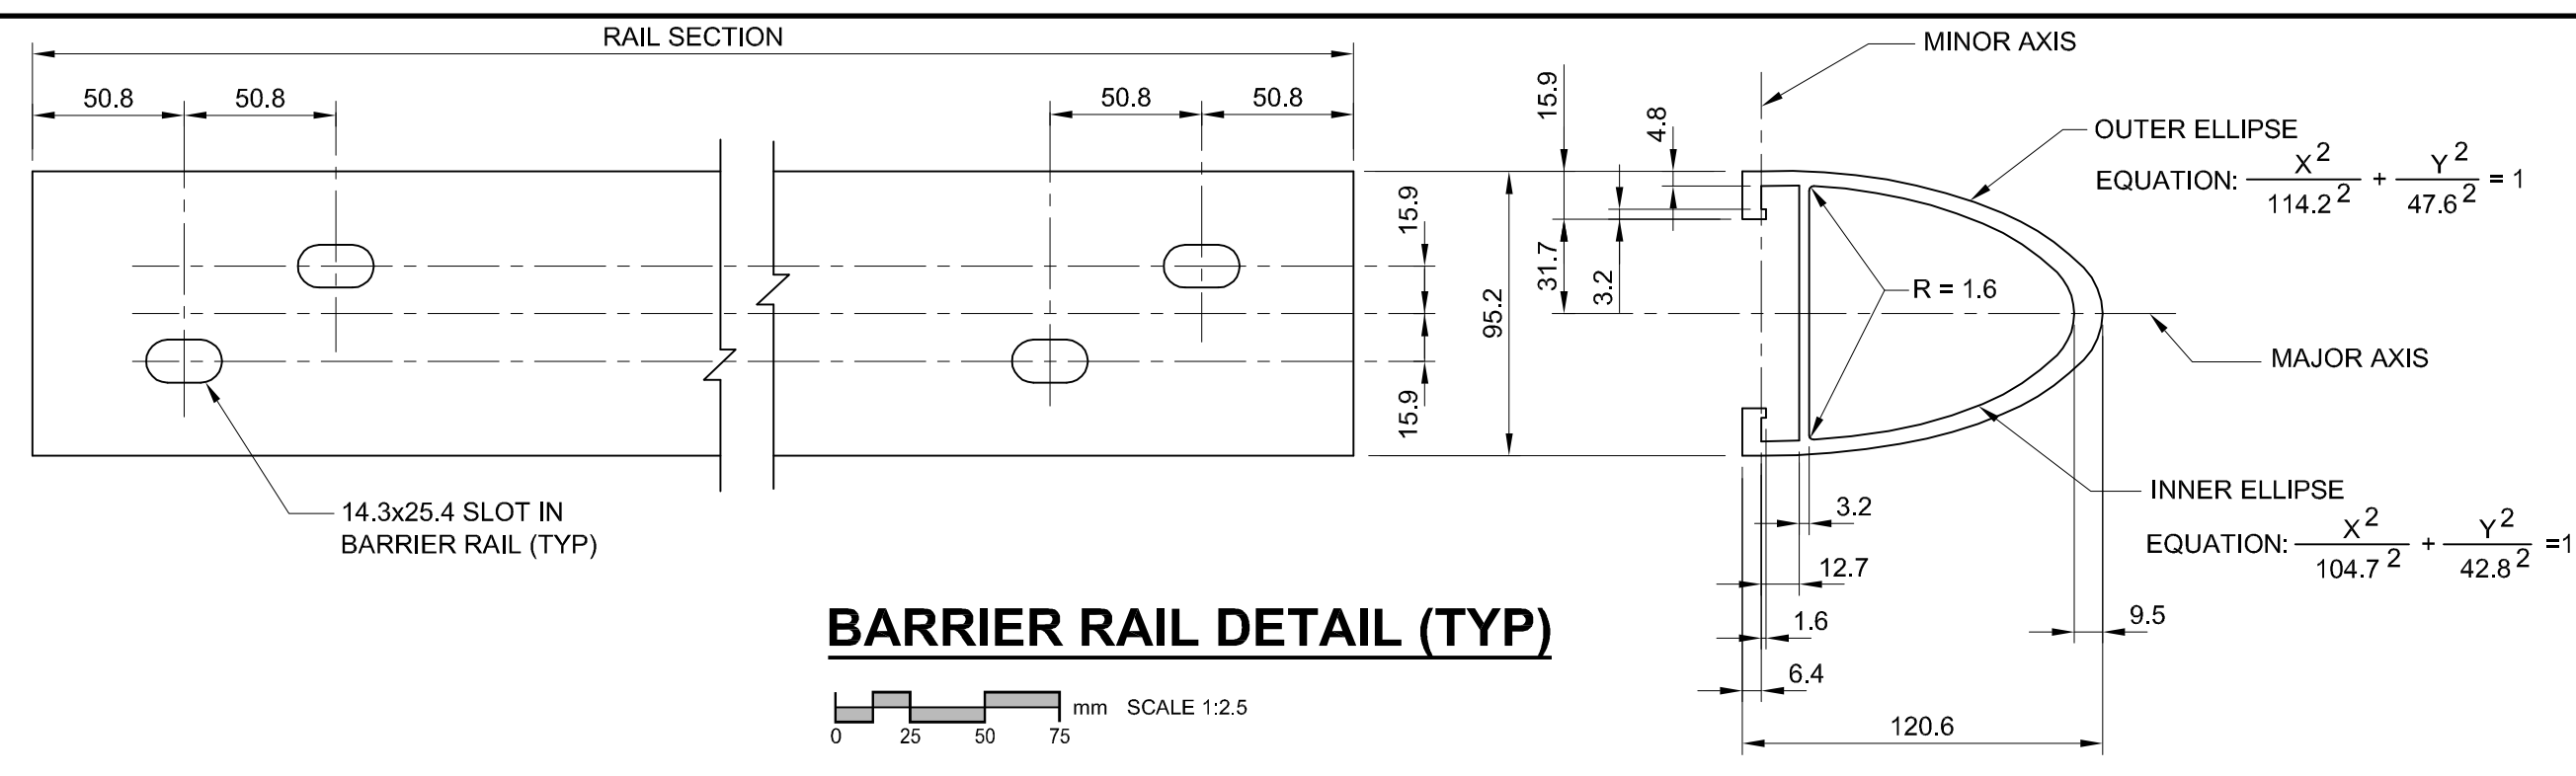 RAIL SECTION
50.8
50.8
50.8
50.8
15.9
15.9
14.3x25.4 SLOT IN
BARRIER RAIL (TYP)
MINOR AXIS
15.9
4.8
31.7
3.2
95.2
R = 1.6
OUTER ELLIPSE
EQUATION: X²/114.2² + Y²/47.6² = 1
MAJOR AXIS
INNER ELLIPSE
EQUATION: X²/104.7² + Y²/42.8² =1
3.2
12.7
1.6
6.4
9.5
120.6
BARRIER RAIL DETAIL (TYP)
mm SCALE 1:2.5
0 25 50 75